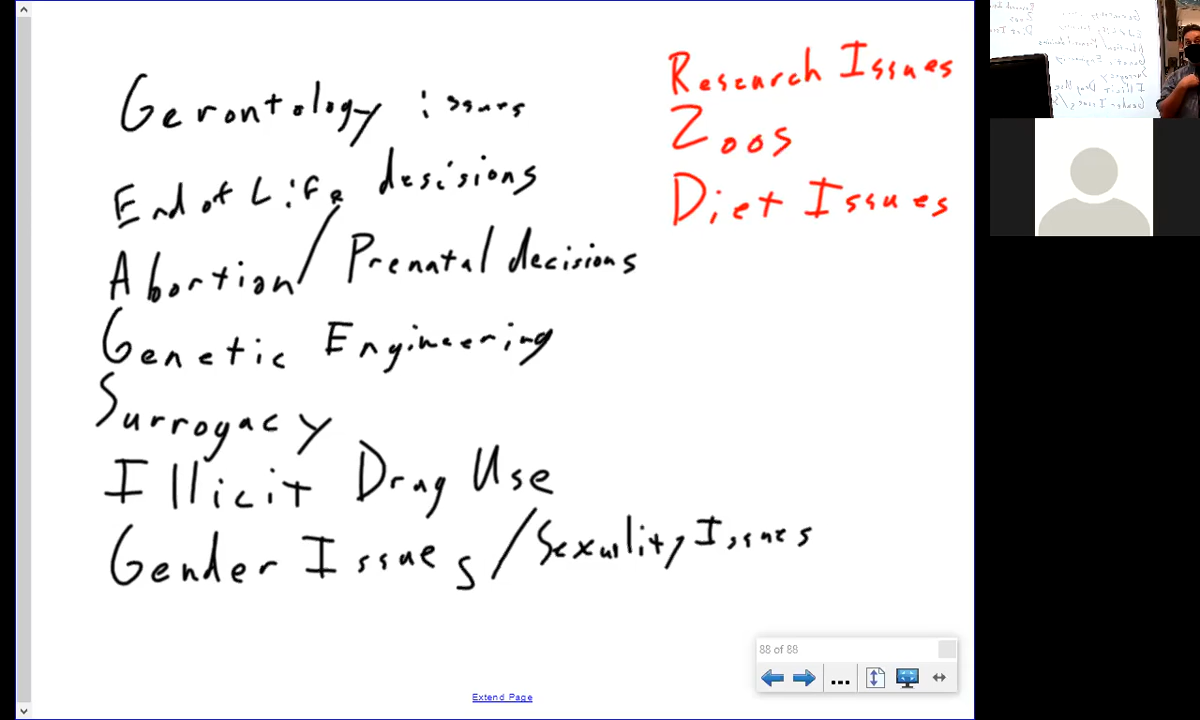 Gerontology issues
End of Life decisions
Abortion/Prenatal decisions
Genetic Engineering
Surrogacy
Illicit Drug Use
Gender Issues/Sexulity Issues
Research Issues
Zoos
Diet Issues
88 of 88
...
Extend Page